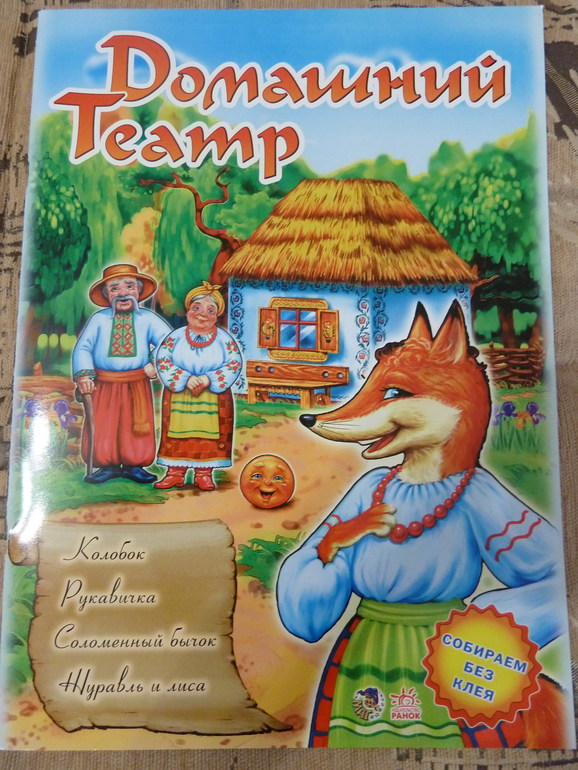 Домашний
Театр
Колобок
Рукавичка
Соломенный бычок
Журавль и лиса
СОБИРАЕМ
БЕЗ
КЛЕЯ
РАНОК